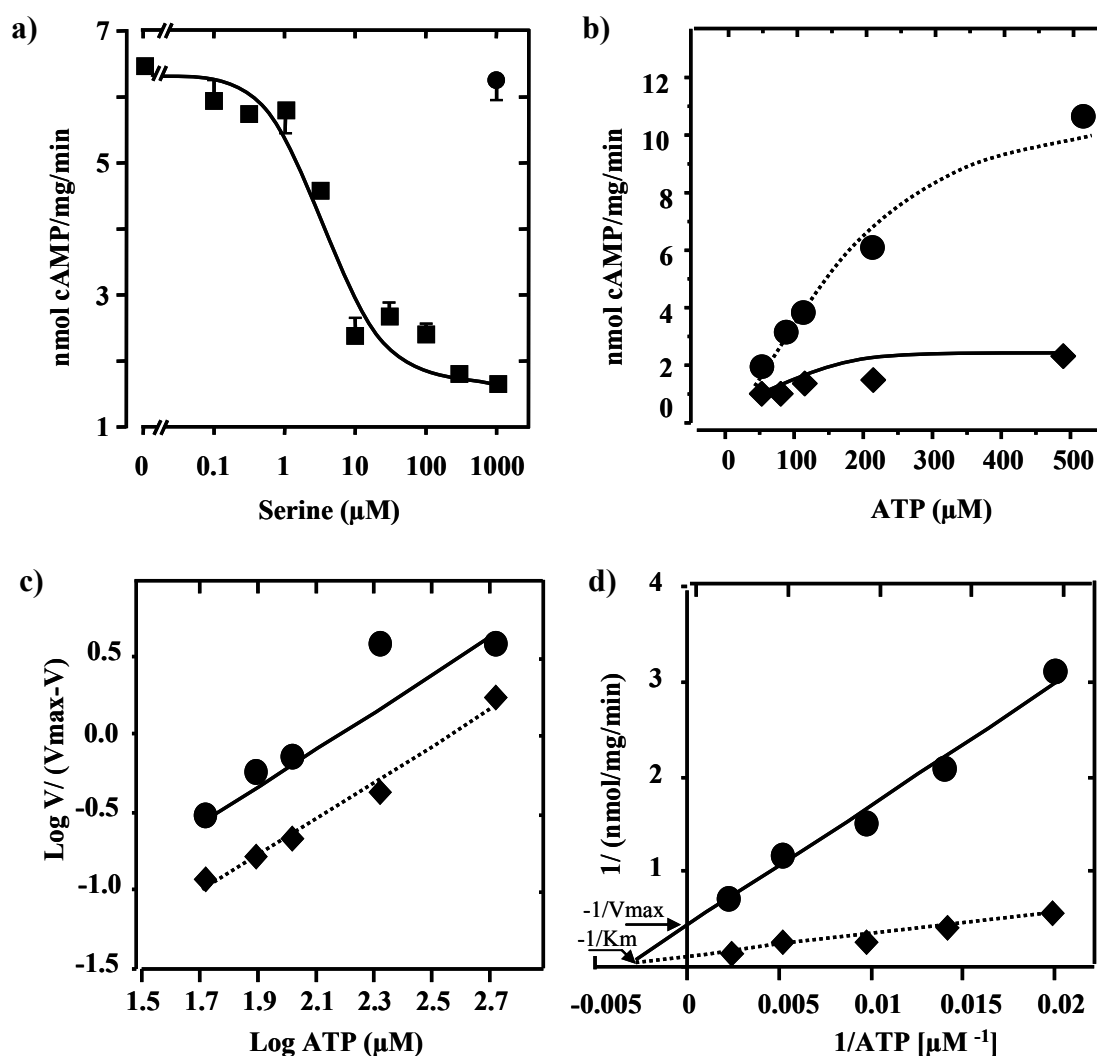 a)
7
5
3
1
nmol cAMP/mg/min
0 0.1 1 10 100 1000
Serine (µM)
b)
12
10
8
6
4
2
0
nmol cAMP/mg/min
0 100 200 300 400 500
ATP (µM)
c)
0.5
0.0
-0.5
-1.0
-1.5
Log V/ (Vmax-V)
1.5 1.7 1.9 2.1 2.3 2.5 2.7
Log ATP (µM)
d)
4
3
2
1
1/ (nmol/mg/min)
-1/Vmax
-1/Km
-0.005 0 0.005 0.01 0.015 0.02
1/ATP [µM -1]